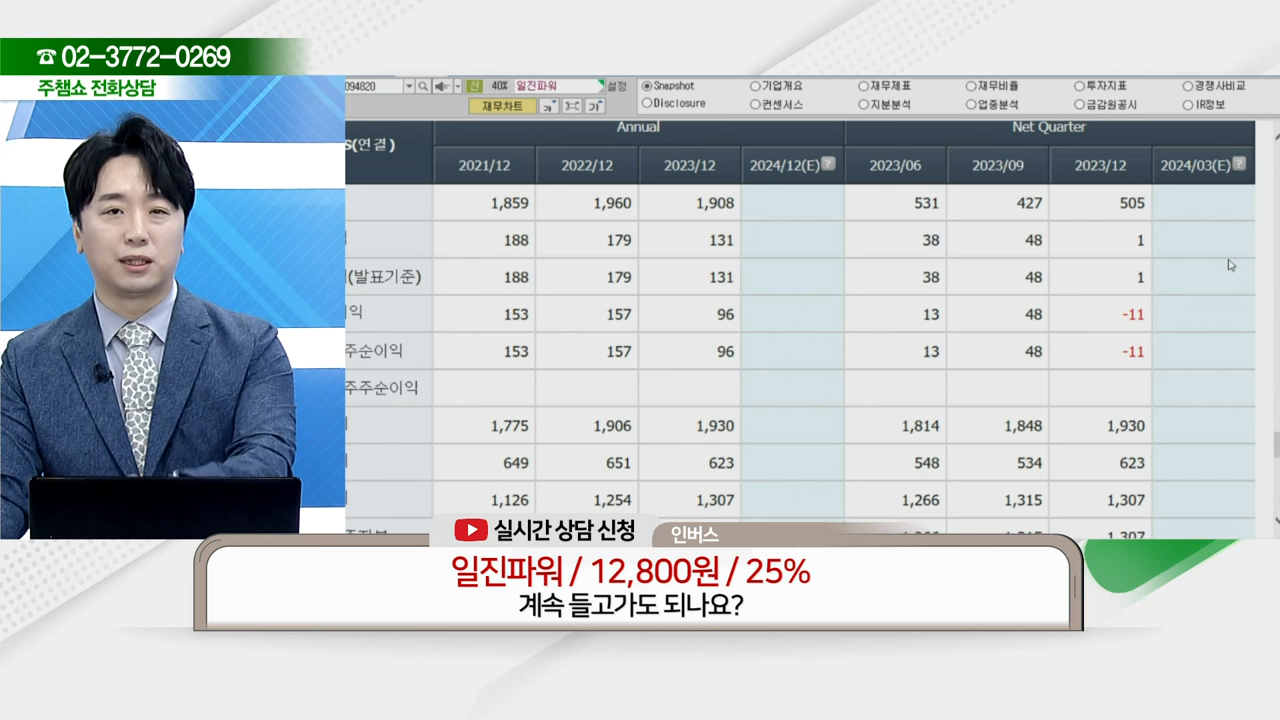 ☎ 02-3772-0269
주챔쇼 전화상담
094820 신 40% 일진파워 설정 Snapshot 기업개요 재무제표 재무비율 투자지표 경쟁사비교
재무차트 Disclosure 컨센서스 지분분석 업종분석 금감원공시 IR정보
S(연결) Annual Net Quarter
2021/12 2022/12 2023/12 2024/12(E) 2023/06 2023/09 2023/12 2024/03(E)
1,859 1,960 1,908 531 427 505
188 179 131 38 48 1
(발표기준) 188 179 131 38 48 1
익 153 157 96 13 48 -11
주순이익 153 157 96 13 48 -11
주주순이익
1,775 1,906 1,930 1,814 1,848 1,930
649 651 623 548 534 623
1,126 1,254 1,307 1,266 1,315 1,307
실시간 상담 신청 인버스
일진파워 / 12,800원 / 25%
계속 들고가도 되나요?